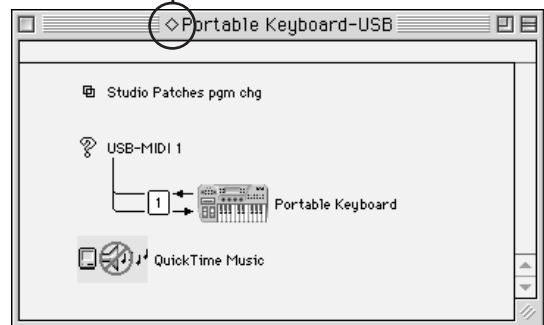 ◇Portable Keyboard-USB
Studio Patches pgm chg
USB-MIDI 1
1
Portable Keyboard
QuickTime Music